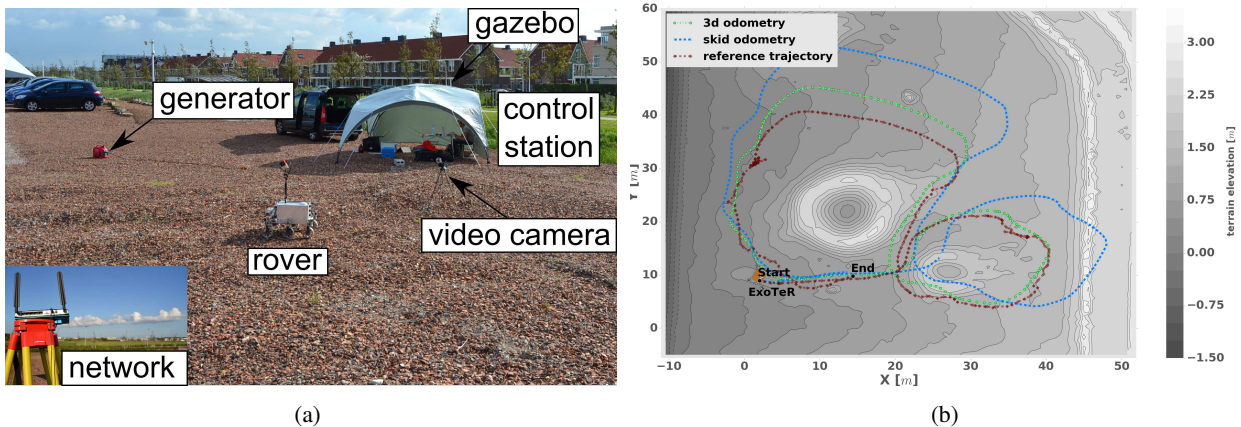 gazebo
generator
control
station
video camera
rover
network
(a)
3d odometry
skid odometry
reference trajectory
Start
End
ExoTeR
60
50
40
30
20
10
0
Y [m]
−10 0 10 20 30 40 50
X [m]
3.00
2.25
1.50
0.75
0.00
−0.75
−1.50
terrain elevation [m]
(b)